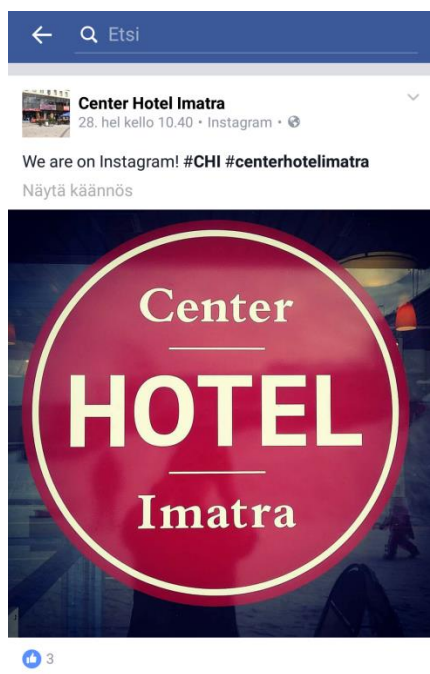 Etsi
Center Hotel Imatra
28. hel kello 10.40 • Instagram •
We are on Instagram! #CHI #centerhotelimatra
Näytä käännös
Center
HOTEL
Imatra
3